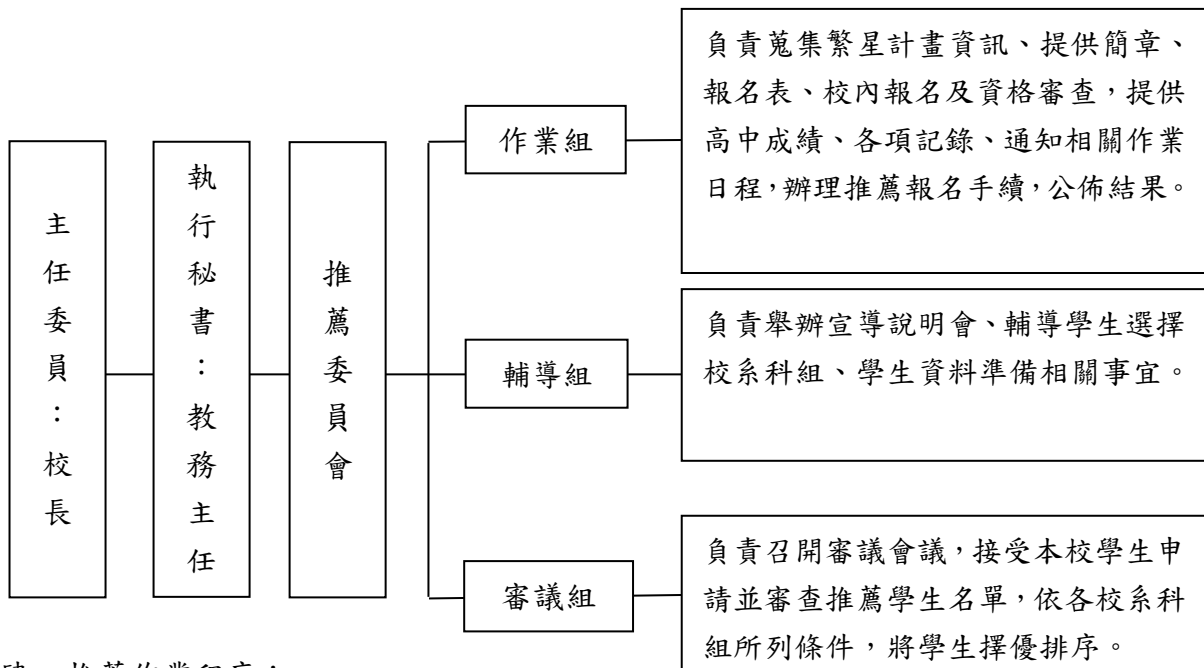 主任委員：校長
執行秘書：教務主任
推薦委員會
作業組
負責蒐集繁星計畫資訊、提供簡章、
報名表、校內報名及資格審查，提供
高中成績、各項記錄、通知相關作業
日程，辦理推薦報名手續，公佈結果。
輔導組
負責舉辦宣導說明會、輔導學生選擇
校系科組、學生資料準備相關事宜。
審議組
負責召開審議會議，接受本校學生申
請並審查推薦學生名單，依各校系科
組所列條件，將學生擇優排序。
肆、推薦作業程序：